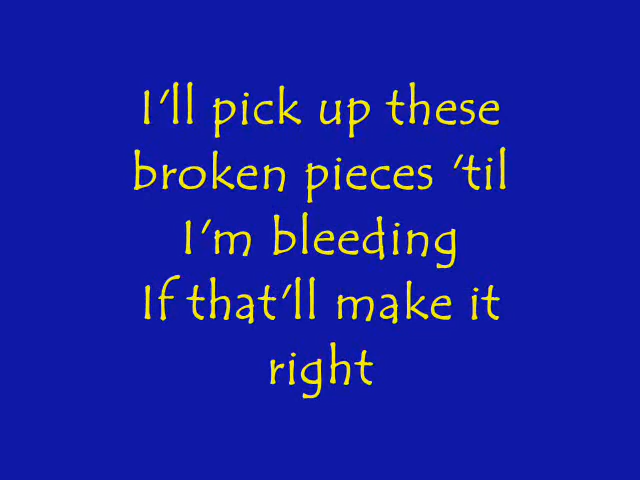 I'll pick up these
broken pieces 'til
I'm bleeding
If that'll make it
right